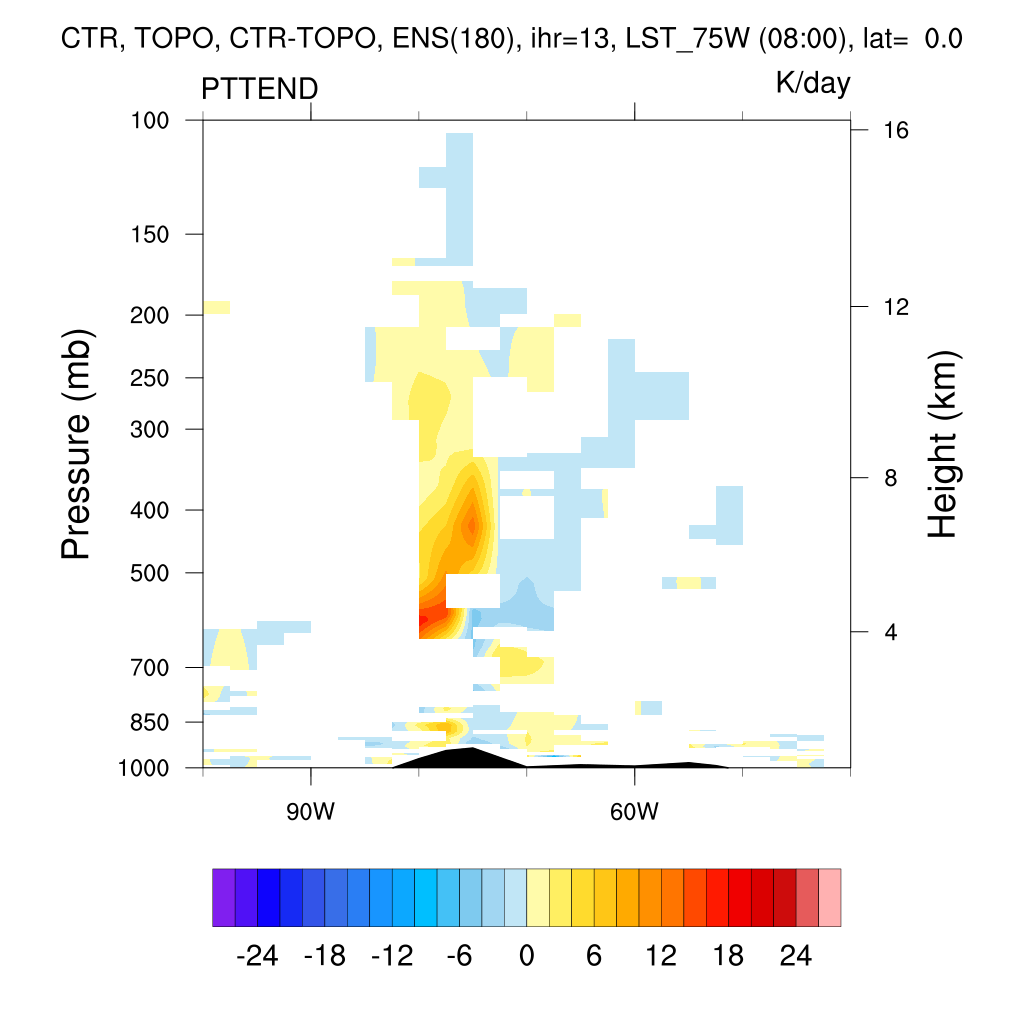 CTR, TOPO, CTR-TOPO, ENS(180), ihr=13, LST_75W (08:00), lat= 0.0
PTTEND K/day
100
150
200
250
300
400
500
700
850
1000
Pressure (mb)
16
12
8
4
Height (km)
90W 60W
-24 -18 -12 -6 0 6 12 18 24